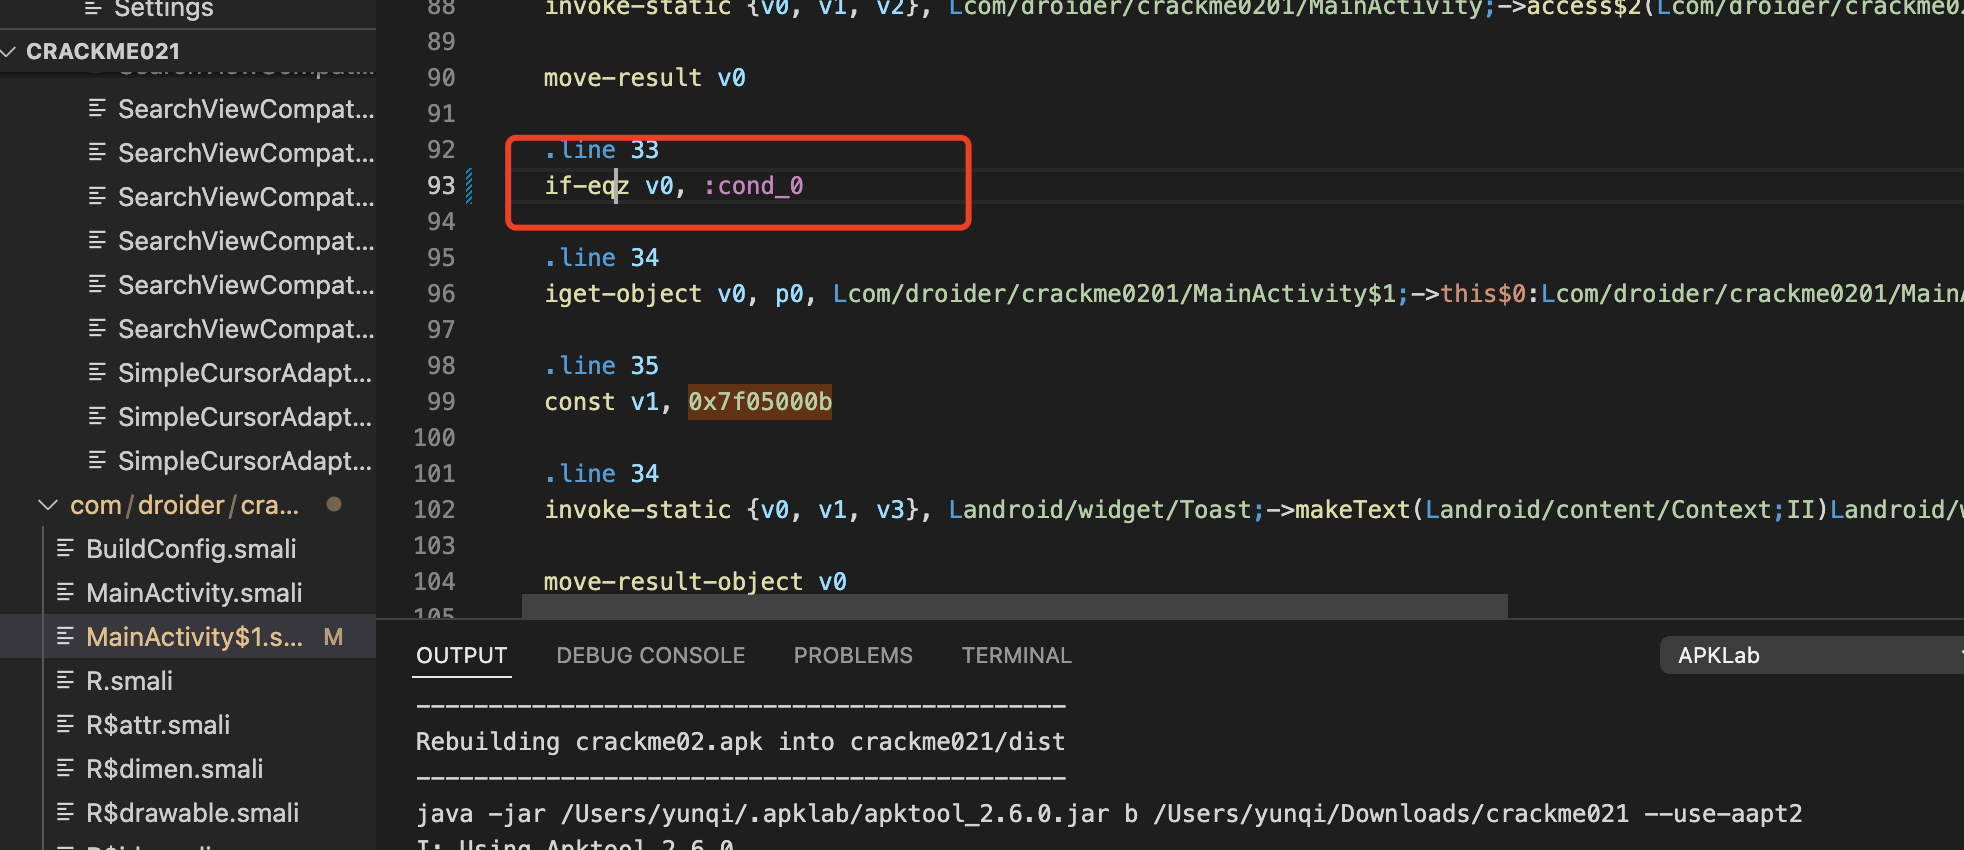 Settings
CRACKME021
SearchViewCompat...
SearchViewCompat...
SearchViewCompat...
SearchViewCompat...
SearchViewCompat...
SearchViewCompat...
SearchViewCompat...
SimpleCursorAdapt...
SimpleCursorAdapt...
SimpleCursorAdapt...
com/droider/cra...
BuildConfig.smali
MainActivity.smali
MainActivity$1.s... M
R.smali
R$attr.smali
R$dimen.smali
R$drawable.smali
88 invoke-static {v0, v1, v2}, Lcom/droider/crackme0201/MainActivity;->access$2(Lcom/droider/crackme02
89
90 move-result v0
91
92 .line 33
93 if-eqz v0, :cond_0
94
95 .line 34
96 iget-object v0, p0, Lcom/droider/crackme0201/MainActivity$1;->this$0:Lcom/droider/crackme0201/MainA
97
98 .line 35
99 const v1, 0x7f05000b
100
101 .line 34
102 invoke-static {v0, v1, v3}, Landroid/widget/Toast;->makeText(Landroid/content/Context;II)Landroid/w
103
104 move-result-object v0
105
OUTPUT DEBUG CONSOLE PROBLEMS TERMINAL APKLab
---------------------------------------------
Rebuilding crackme02.apk into crackme021/dist
---------------------------------------------
java -jar /Users/yunqi/.apklab/apktool_2.6.0.jar b /Users/yunqi/Downloads/crackme021 --use-aapt2
I: Using Apktool 2.6.0